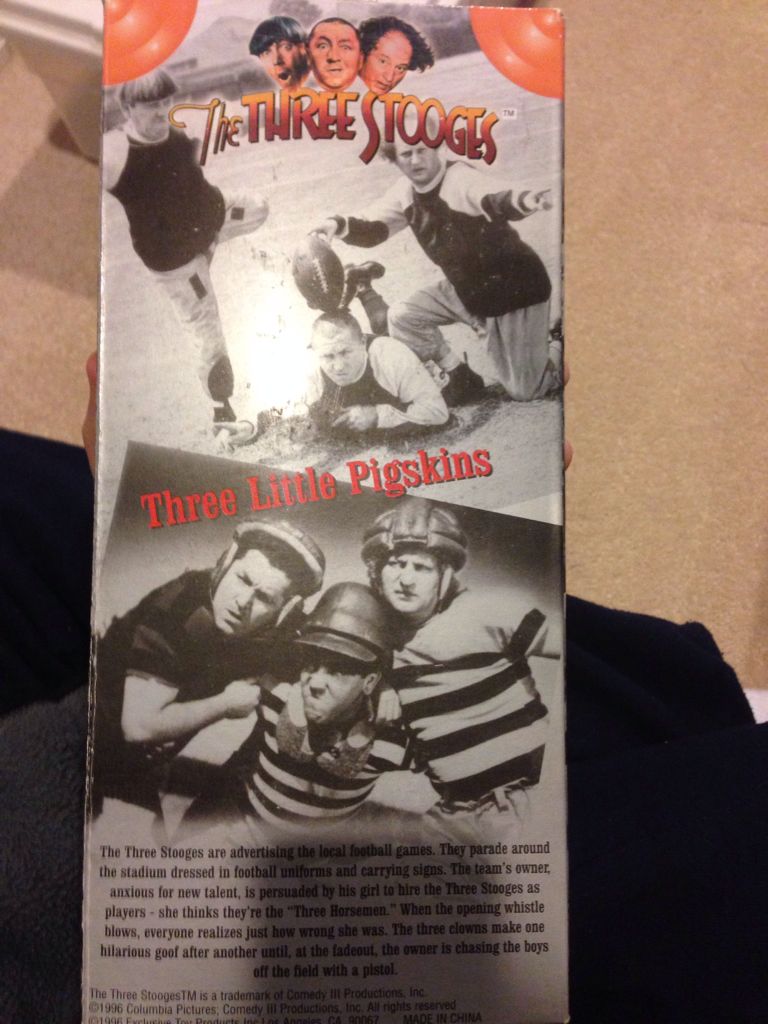 The THREE STOOGES TM
Three Little Pigskins
The Three Stooges are advertising the local football games. They parade around
the stadium dressed in football uniforms and carrying signs. The team's owner,
anxious for new talent, is persuaded by his girl to hire the Three Stooges as
players - she thinks they're the "Three Horsemen." When the opening whistle
blows, everyone realizes just how wrong she was. The three clowns make one
hilarious goof after another until, at the fadeout, the owner is chasing the boys
off the field with a pistol.
The Three StoogesTM is a trademark of Comedy III Productions, Inc.
©1996 Columbia Pictures; Comedy III Productions, Inc. All rights reserved
©1996 Exclusive Toy Products Inc Los Angeles, CA. 90067 MADE IN CHINA